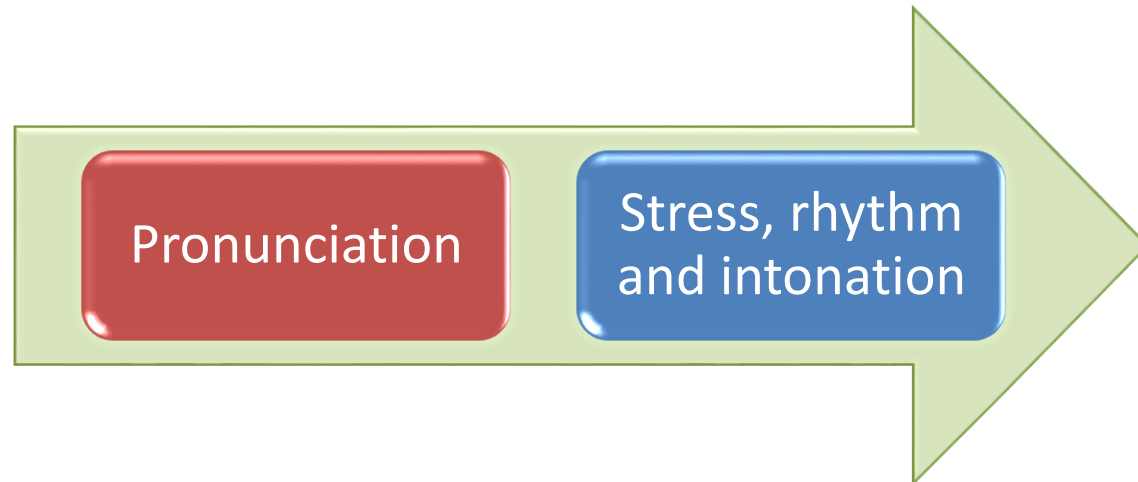 Pronunciation
Stress, rhythm
and intonation